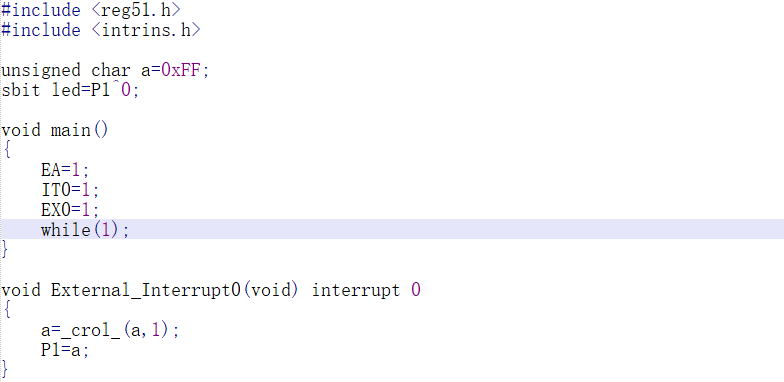 #include <reg51.h>
#include <intrins.h>
unsigned char a=0xFF;
sbit led=P1^0;
void main()
{
EA=1;
IT0=1;
EX0=1;
while(1);
}
void External_Interrupt0(void) interrupt 0
{
a=_crol_(a,1);
P1=a;
}